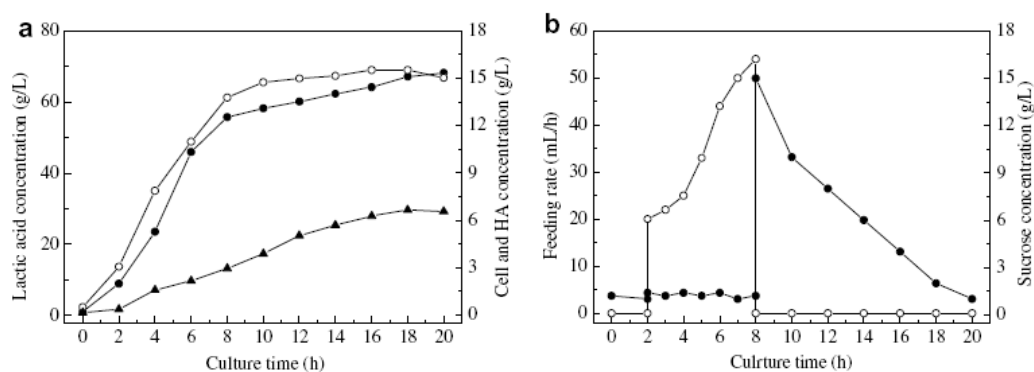 a
80
60
40
20
0
Lactic acid concentration (g/L)
0 2 4 6 8 10 12 14 16 18 20
Culture time (h)
18
15
12
9
6
3
0
Cell and HA concentration (g/L)
b
60
50
40
30
20
10
0
Feeding rate (mL/h)
0 2 4 6 8 10 12 14 16 18 20
Culrture time (h)
18
15
12
9
6
3
0
Sucrose concentration (g/L)